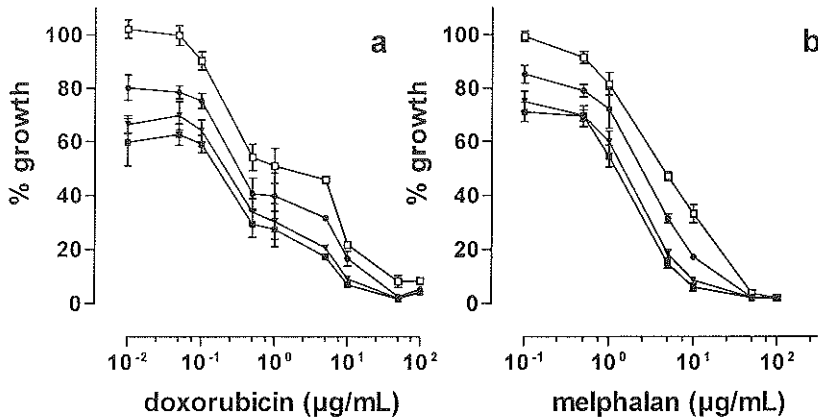 a
b
% growth
100
80
60
40
20
0
10⁻² 10⁻¹ 10⁰ 10¹ 10²
doxorubicin (µg/mL)
% growth
100
80
60
40
20
0
10⁻¹ 10⁰ 10¹ 10²
melphalan (µg/mL)